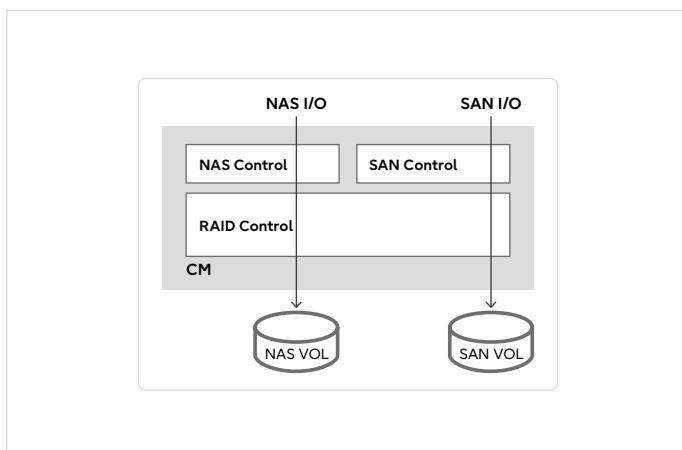 NAS I/O
SAN I/O
NAS Control
SAN Control
RAID Control
CM
NAS VOL
SAN VOL